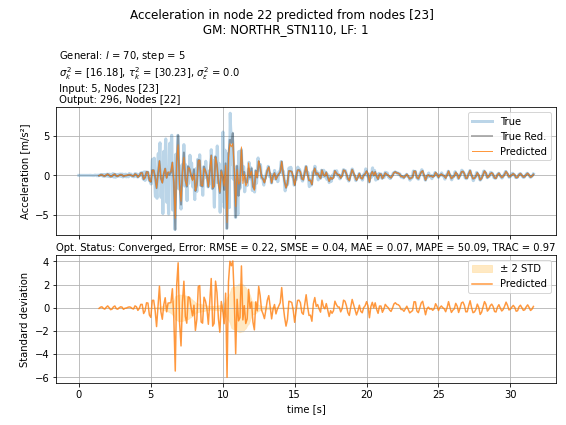 Acceleration in node 22 predicted from nodes [23]
GM: NORTHR_STN110, LF: 1
General: l = 70, step = 5
σ²ₖ = [16.18], τ²ₖ = [30.23], σ²ε = 0.0
Input: 5, Nodes [23]
Output: 296, Nodes [22]
True
True Red.
Predicted
Acceleration [m/s²]
5
0
−5
Opt. Status: Converged, Error: RMSE = 0.22, SMSE = 0.04, MAE = 0.07, MAPE = 50.09, TRAC = 0.97
± 2 STD
Predicted
Standard deviation
4
2
0
−2
−4
−6
0 5 10 15 20 25 30
time [s]